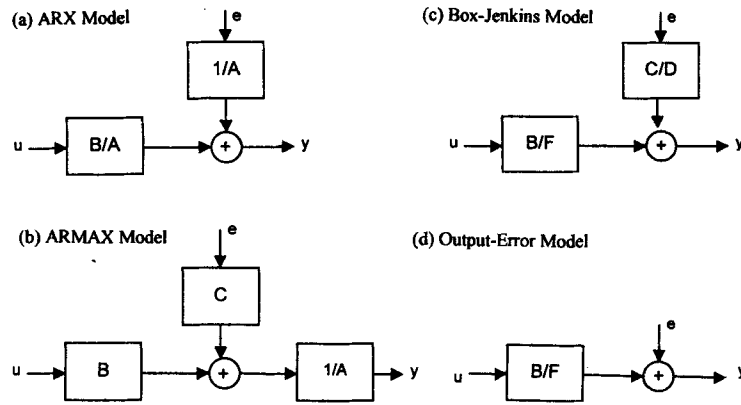 (a) ARX Model
e
1/A
u
B/A
+
y
(c) Box-Jenkins Model
e
C/D
u
B/F
+
y
(b) ARMAX Model
e
C
u
B
+
1/A
y
(d) Output-Error Model
e
u
B/F
+
y